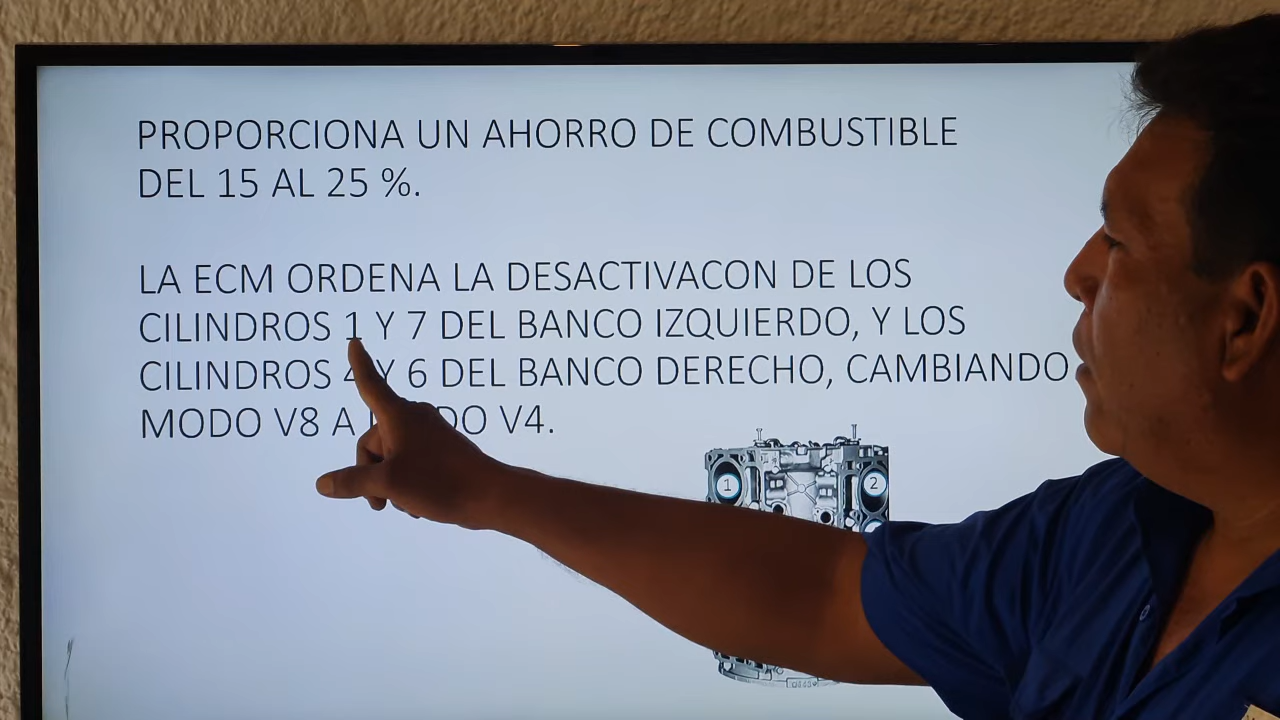 PROPORCIONA UN AHORRO DE COMBUSTIBLE
DEL 15 AL 25 %.
LA ECM ORDENA LA DESACTIVACON DE LOS
CILINDROS 1 Y 7 DEL BANCO IZQUIERDO, Y LOS
CILINDROS 4 Y 6 DEL BANCO DERECHO, CAMBIANDO
MODO V8 A V4.
1
2